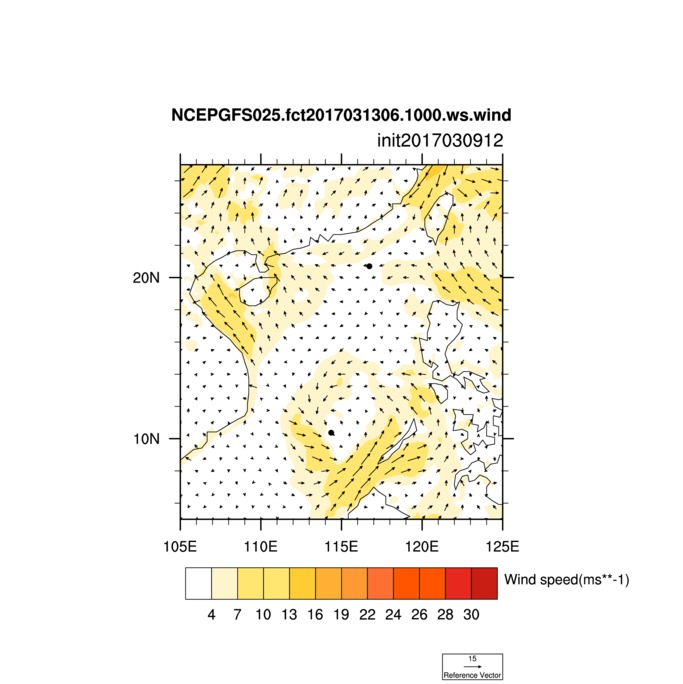 NCEPGFS025.fct2017031306.1000.ws.wind
init2017030912
20N
10N
105E 110E 115E 120E 125E
Wind speed(ms**-1)
4 7 10 13 16 19 22 24 26 28 30
15
Reference Vector